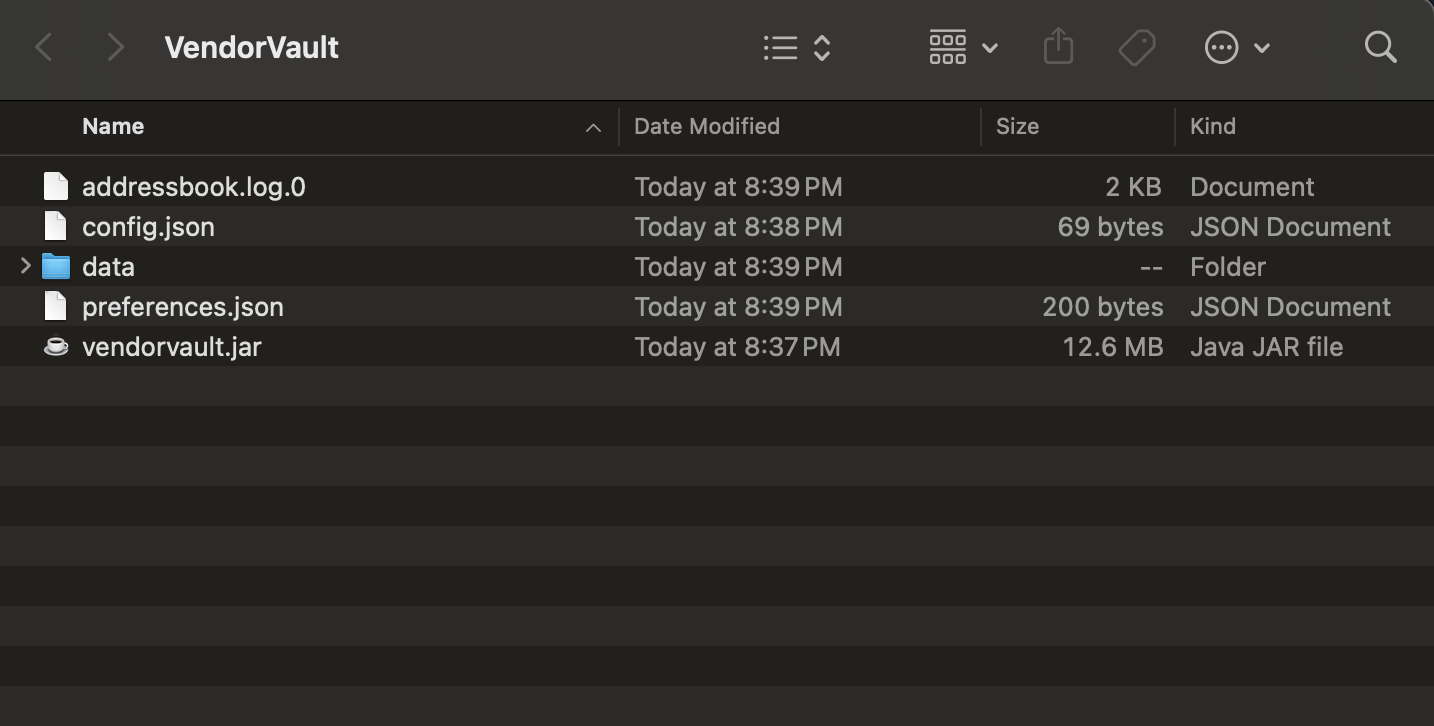 VendorVault
Name Date Modified Size Kind
addressbook.log.0 Today at 8:39 PM 2 KB Document
config.json Today at 8:38 PM 69 bytes JSON Document
data Today at 8:39 PM -- Folder
preferences.json Today at 8:39 PM 200 bytes JSON Document
vendorvault.jar Today at 8:37 PM 12.6 MB Java JAR file